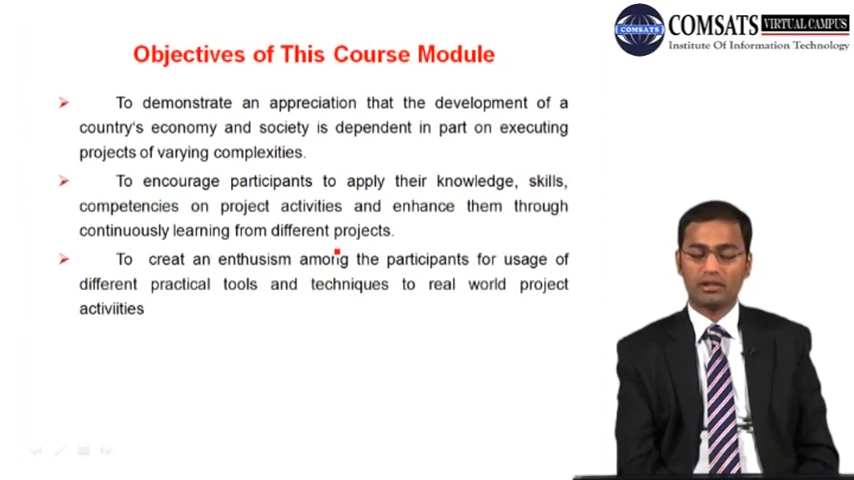 COMSATS VIRTUAL CAMPUS
COMSATS
Institute Of Information Technology
Objectives of This Course Module
To demonstrate an appreciation that the development of a
country's economy and society is dependent in part on executing
projects of varying complexities.
To encourage participants to apply their knowledge, skills,
competencies on project activities and enhance them through
continuously learning from different projects.
To creat an enthusism among the participants for usage of
different practical tools and techniques to real world project
activiities